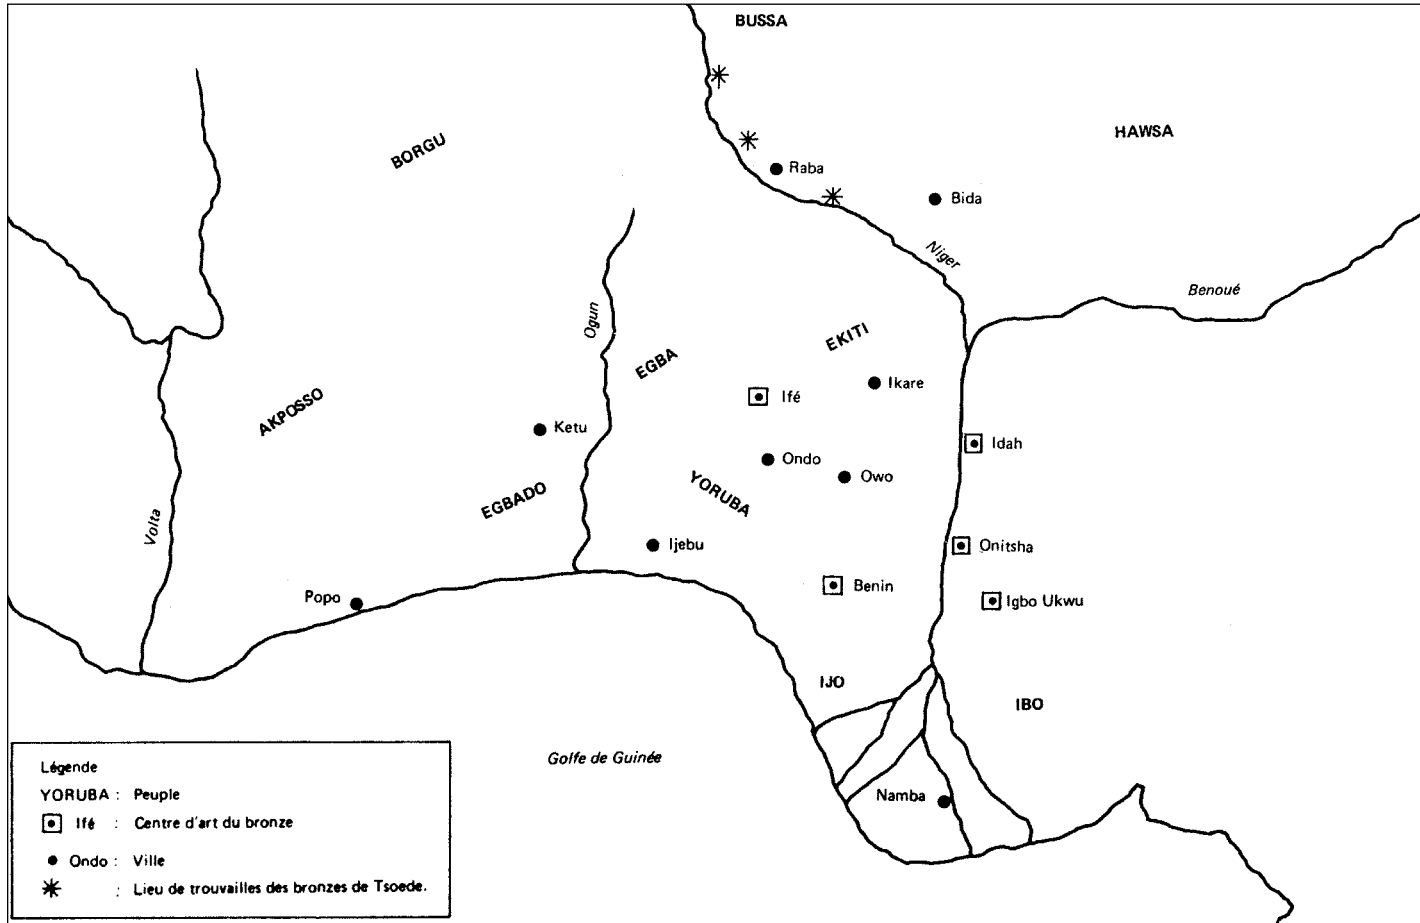 BUSSA
HAWSA
BORGU
Raba
Bida
Niger
Benoué
Ogun
EKITI
EGBA
Ikare
Ifé
AKPOSSO
Ketu
Idah
Ondo
Owo
YORUBA
EGBADO
Volta
Ijebu
Onitsha
Benin
Popo
Igbo Ukwu
IJO
IBO
Golfe de Guinée
Namba
Légende
YORUBA : Peuple
Ifé : Centre d'art du bronze
Ondo : Ville
: Lieu de trouvailles des bronzes de Tsoede.